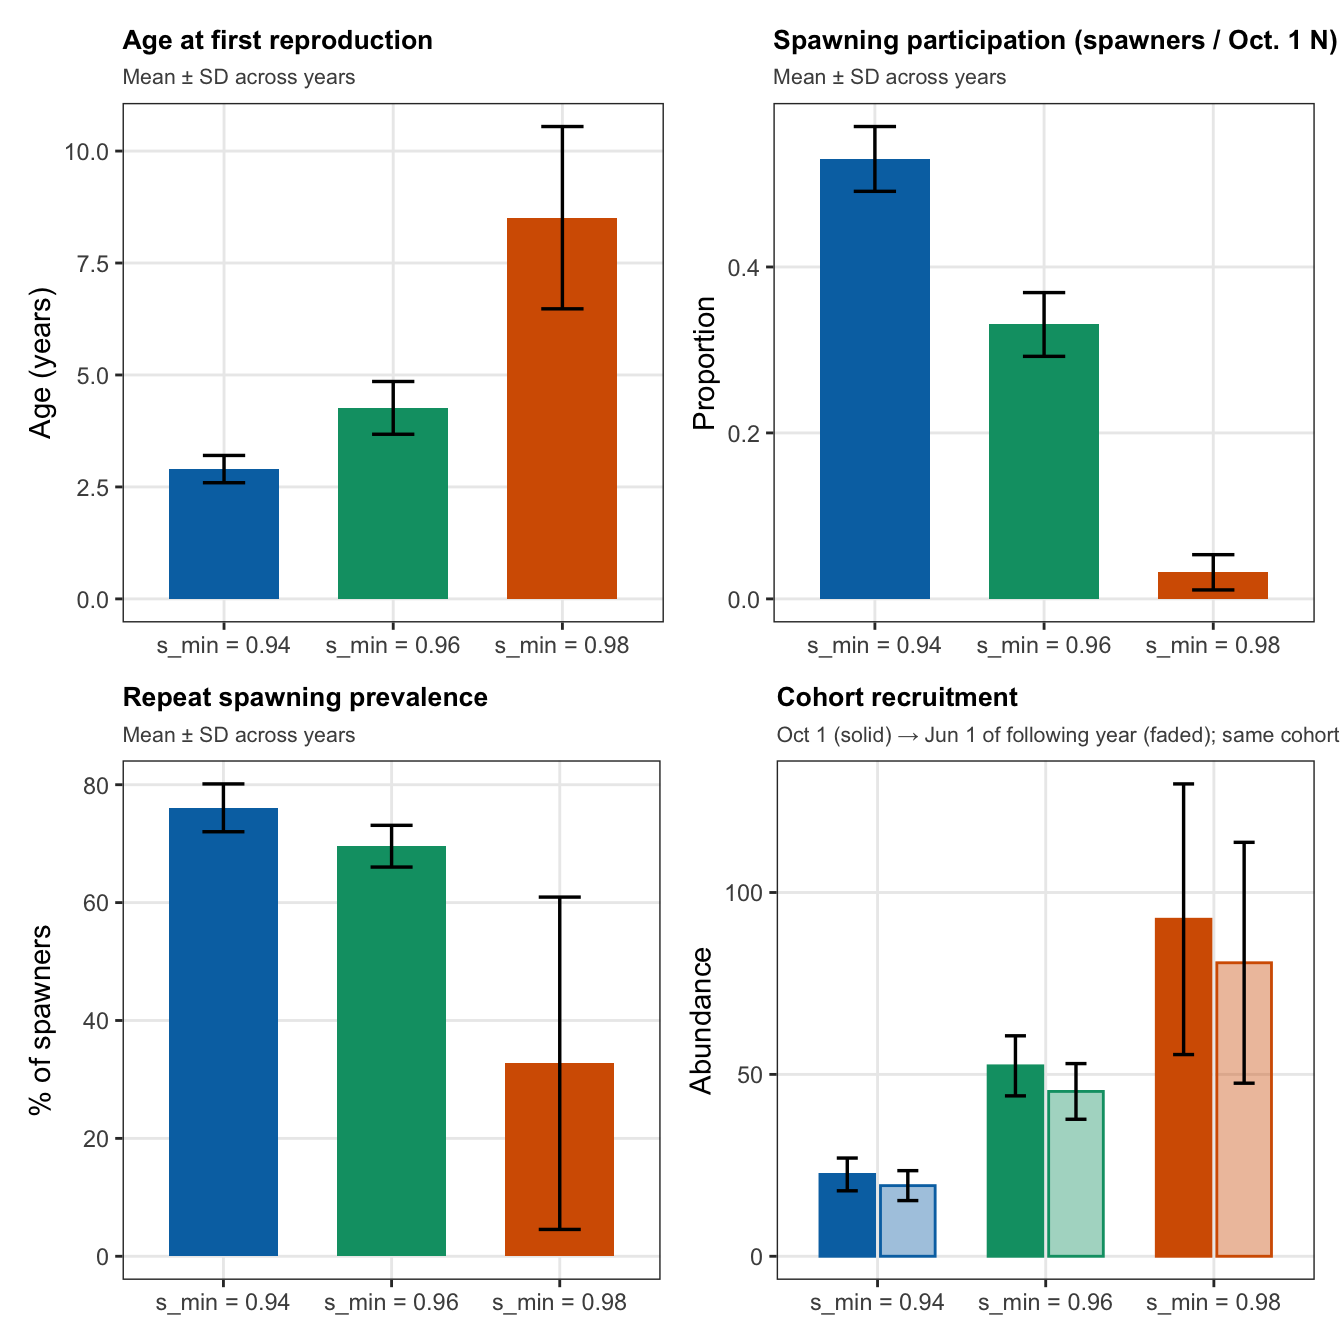 Age at first reproduction
Mean ± SD across years
Age (years)
10.0
7.5
5.0
2.5
0.0
s_min = 0.94
s_min = 0.96
s_min = 0.98
Spawning participation (spawners / Oct. 1 N)
Mean ± SD across years
Proportion
0.4
0.2
0.0
s_min = 0.94
s_min = 0.96
s_min = 0.98
Repeat spawning prevalence
Mean ± SD across years
% of spawners
80
60
40
20
0
s_min = 0.94
s_min = 0.96
s_min = 0.98
Cohort recruitment
Oct 1 (solid) → Jun 1 of following year (faded); same cohort
Abundance
100
50
0
s_min = 0.94
s_min = 0.96
s_min = 0.98